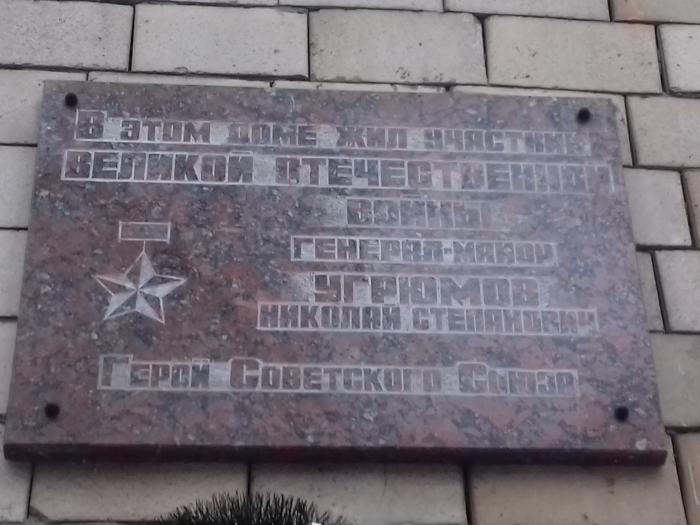 В этом доме жил участник
Великой Отечественной
войны
генерал-майор
Угрюмов
Николай Степанович
Герой Советского Союза